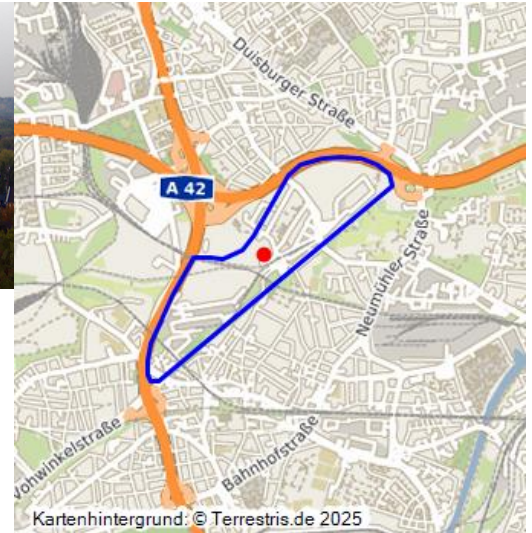 Duisburger Straße
A 42
Neumühler Straße
Bahnhofstraße
Vohwinkelstraße
Kartenhintergrund: © Terrestris.de 2025